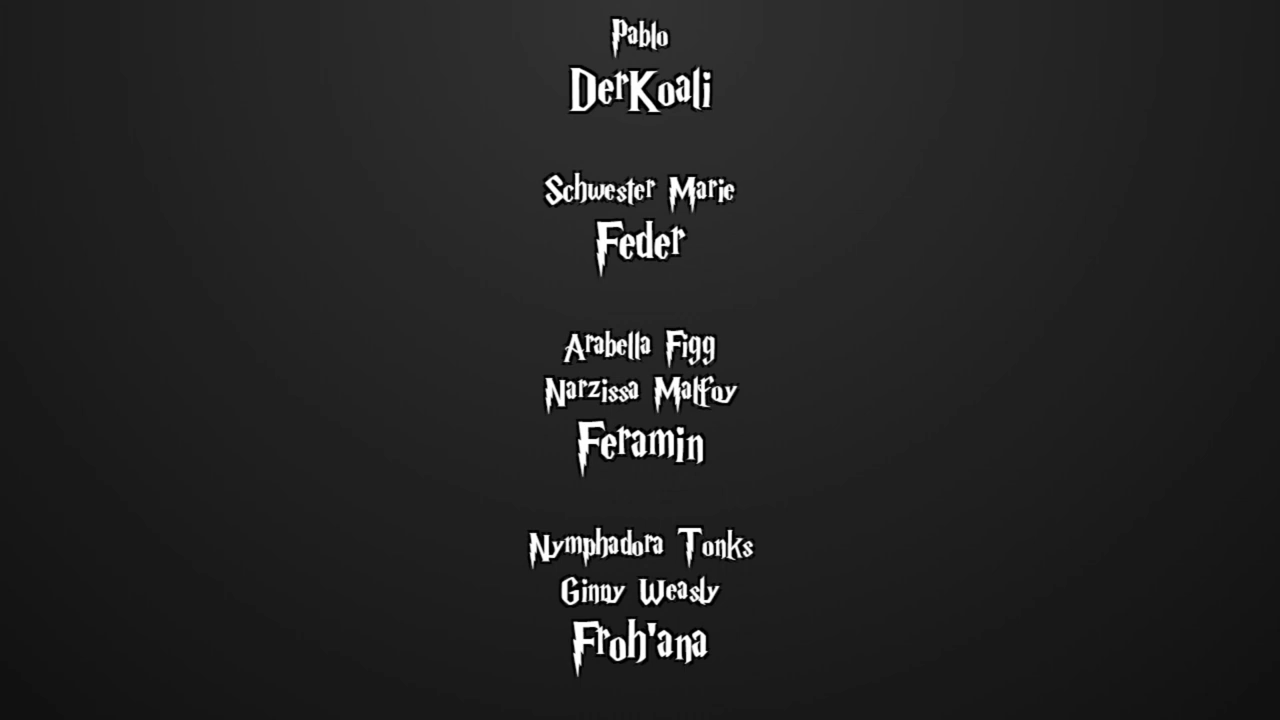 Pablo
DerKoali
Schwester Marie
Feder
Arabella Figg
Narzissa Malfoy
Feramin
Nymphadora Tonks
Ginny Weasly
Froh'ana